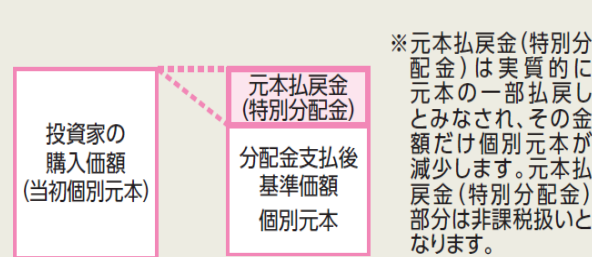 投資家の
購入価額
(当初個別元本)
元本払戻金
(特別分配金)
分配金支払後
基準価額
個別元本
※元本払戻金(特別分
配金)は実質的に
元本の一部払戻し
とみなされ、その金
額だけ個別元本が
減少します。元本払
戻金(特別分配金)
部分は非課税扱いと
なります。